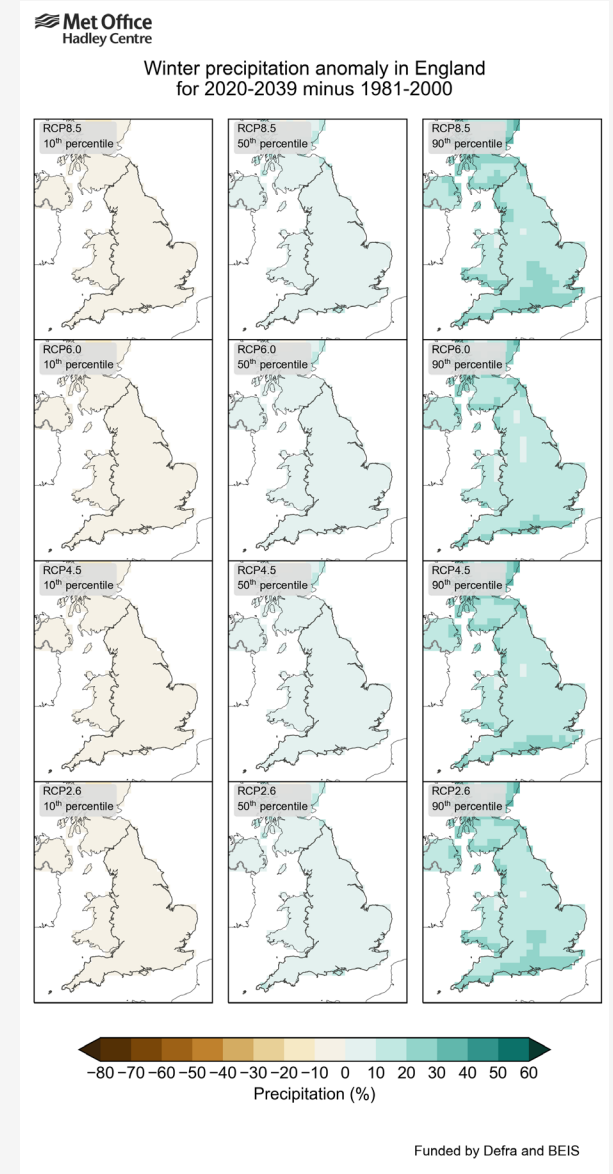 Met Office
Hadley Centre
Winter precipitation anomaly in England
for 2020-2039 minus 1981-2000
RCP8.5
10th percentile
RCP8.5
50th percentile
RCP8.5
90th percentile
RCP6.0
10th percentile
RCP6.0
50th percentile
RCP6.0
90th percentile
RCP4.5
10th percentile
RCP4.5
50th percentile
RCP4.5
90th percentile
RCP2.6
10th percentile
RCP2.6
50th percentile
RCP2.6
90th percentile
−80 −70 −60 −50 −40 −30 −20 −10 0 10 20 30 40 50 60
Precipitation (%)
Funded by Defra and BEIS